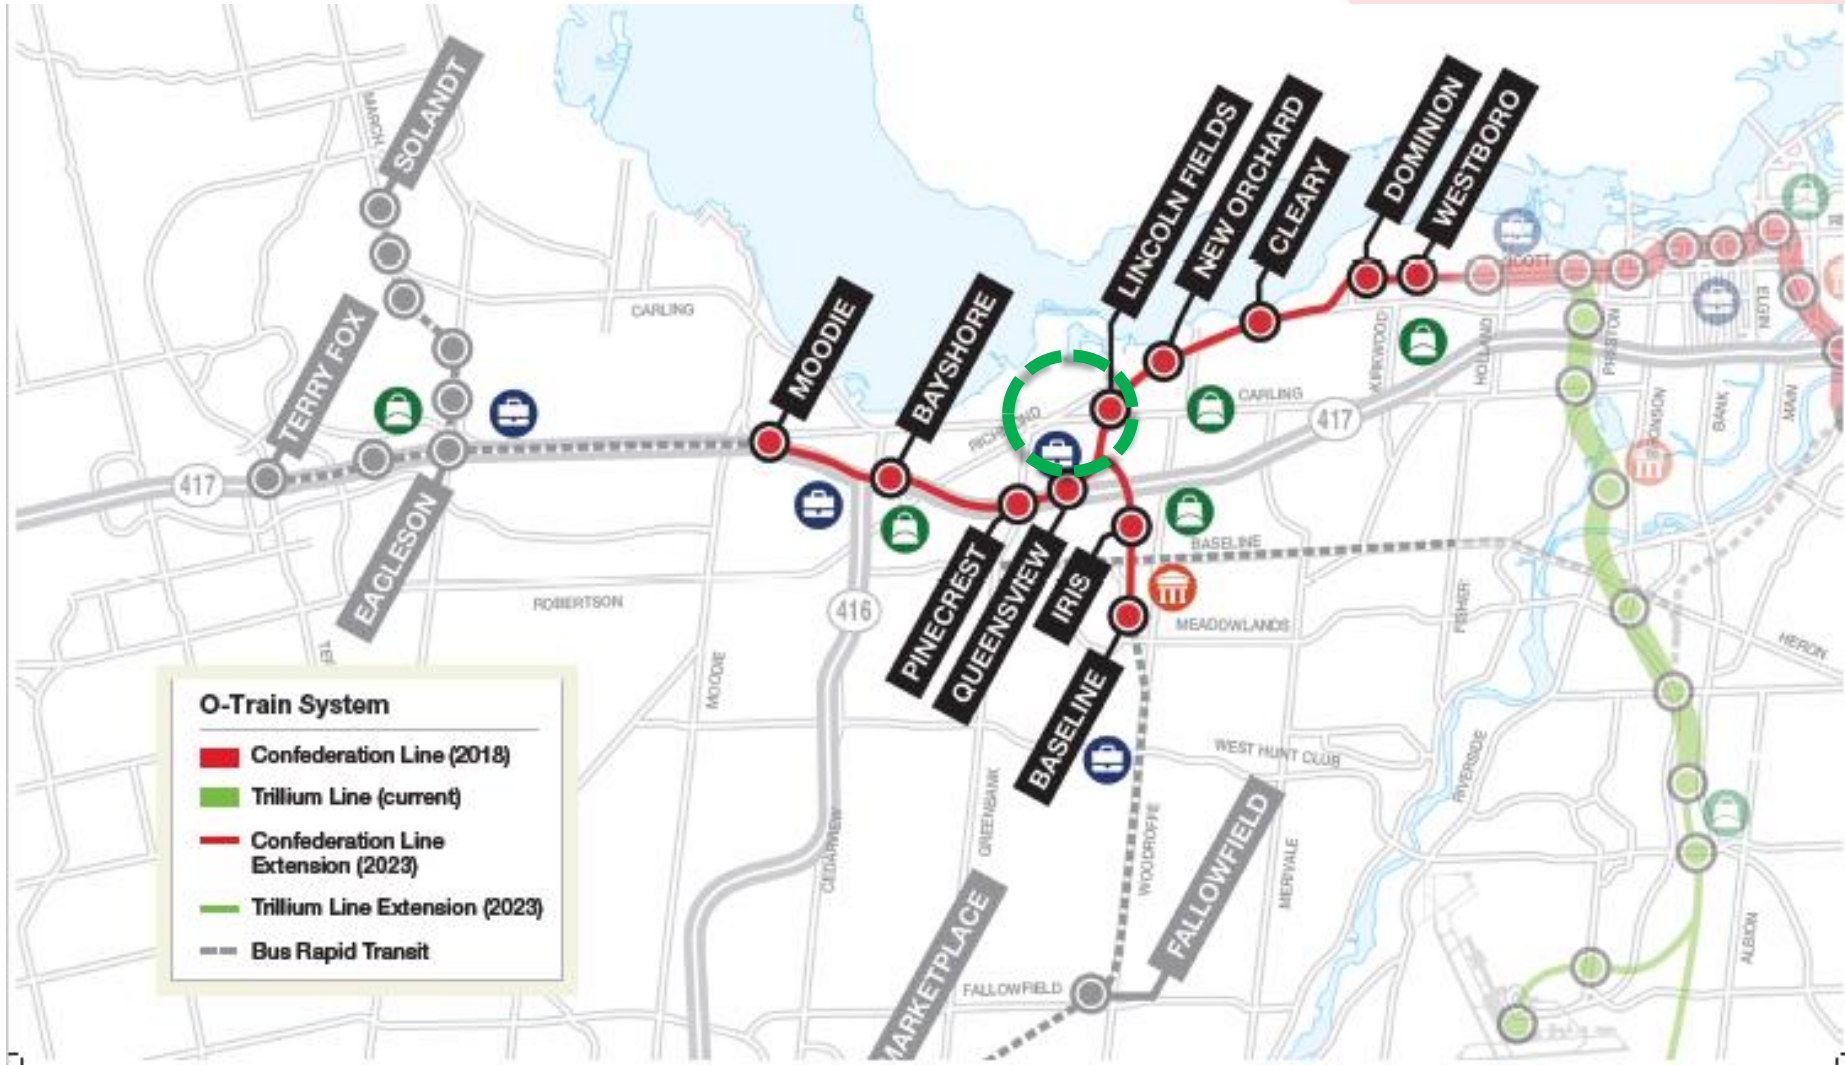 SOLANDT
MARCH
TERRY FOX
EAGLESON
417
CARLING
MOODIE
BAYSHORE
LINCOLN FIELDS
NEW ORCHARD
CLEARY
DOMINION
WESTBORO
SCOTT
ELGIN
PRESTON
KIRKWOOD
HOLLAND
RICHMOND
CARLING
417
BANK
MAIN
BASELINE
PINECREST
QUEENSVIEW
IRIS
BASELINE
ROBERTSON
416
MEADOWLANDS
FISHER
HERON
MOODIE
WEST HUNT CLUB
RIVERSIDE
GREENBANK
CEDARVIEW
WOODROFFE
MERIVALE
FALLOWFIELD
MARKETPLACE
FALLOWFIELD
ALBION
O-Train System
Confederation Line (2018)
Trillium Line (current)
Confederation Line
Extension (2023)
Trillium Line Extension (2023)
Bus Rapid Transit